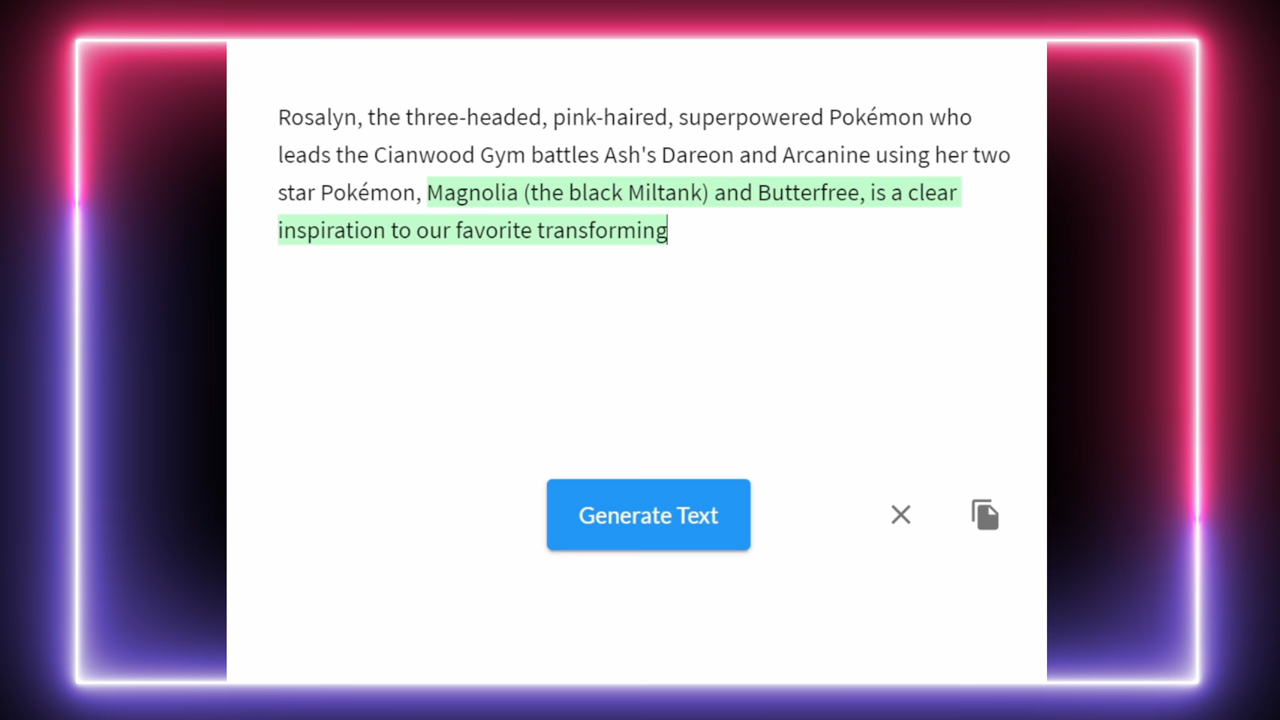 Rosalyn, the three-headed, pink-haired, superpowered Pokémon who
leads the Cianwood Gym battles Ash's Dareon and Arcanine using her two
star Pokémon, Magnolia (the black Miltank) and Butterfree, is a clear
inspiration to our favorite transforming
Generate Text